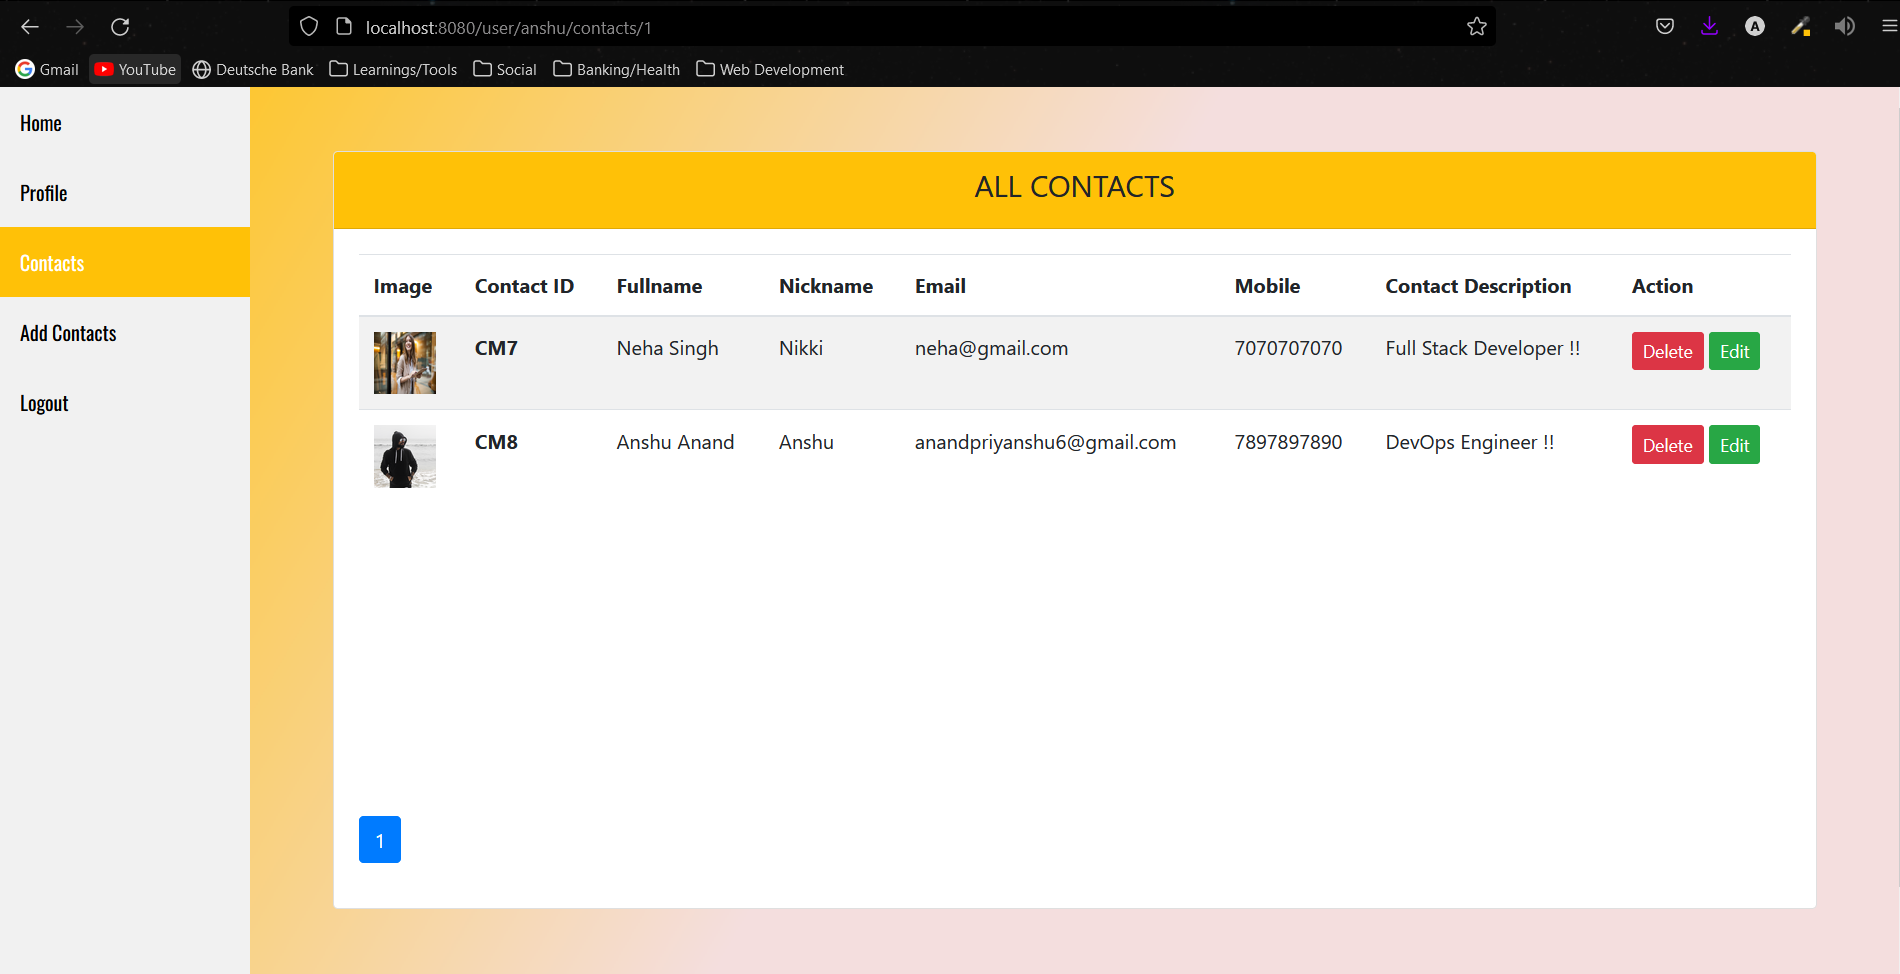 localhost:8080/user/anshu/contacts/1
A
Gmail YouTube Deutsche Bank Learnings/Tools Social Banking/Health Web Development
Home
Profile
Contacts
Add Contacts
Logout
ALL CONTACTS
Image Contact ID Fullname Nickname Email Mobile Contact Description Action
CM7 Neha Singh Nikki neha@gmail.com 7070707070 Full Stack Developer !! Delete Edit
CM8 Anshu Anand Anshu anandpriyanshu6@gmail.com 7897897890 DevOps Engineer !! Delete Edit
1